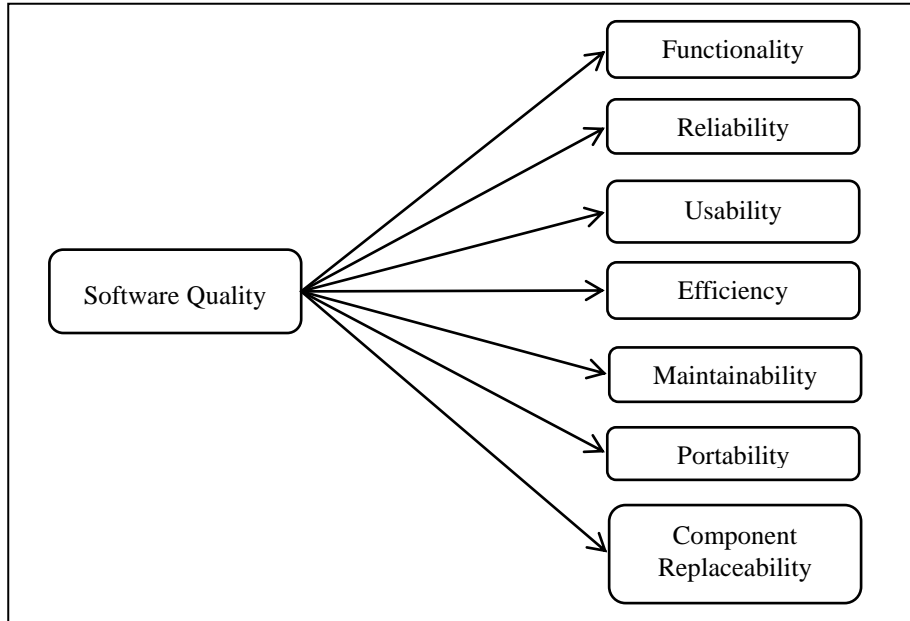 Functionality
Reliability
Usability
Software Quality
Efficiency
Maintainability
Portability
Component
Replaceability